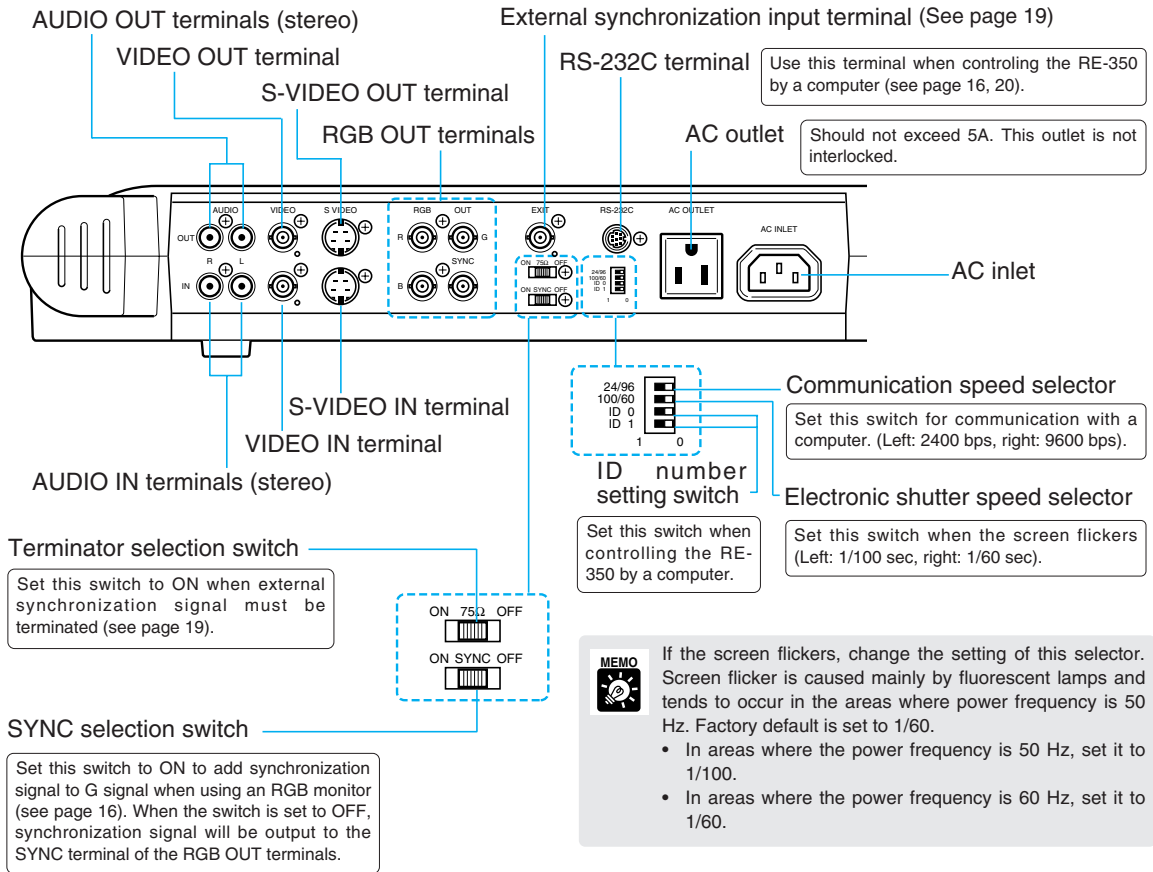 AUDIO OUT terminals (stereo)
External synchronization input terminal (See page 19)
VIDEO OUT terminal
RS-232C terminal
Use this terminal when controling the RE-350
by a computer (see page 16, 20).
S-VIDEO OUT terminal
RGB OUT terminals
AC outlet
Should not exceed 5A. This outlet is not
interlocked.
AUDIO VIDEO S VIDEO RGB OUT EXIT RS-232C AC OUTLET
AC INLET
OUT
R G
R L
SYNC
IN
B
ON 75Ω OFF
ON SYNC OFF
24/96
100/60
ID 0
ID 1
1 0
AC inlet
S-VIDEO IN terminal
VIDEO IN terminal
AUDIO IN terminals (stereo)
24/96
100/60
ID 0
ID 1
1 0
Communication speed selector
Set this switch for communication with a
computer. (Left: 2400 bps, right: 9600 bps).
ID number
setting switch
Set this switch when
controlling the RE-
350 by a computer.
Electronic shutter speed selector
Set this switch when the screen flickers
(Left: 1/100 sec, right: 1/60 sec).
Terminator selection switch
Set this switch to ON when external
synchronization signal must be
terminated (see page 19).
ON 75Ω OFF
ON SYNC OFF
SYNC selection switch
Set this switch to ON to add synchronization
signal to G signal when using an RGB monitor
(see page 16). When the switch is set to OFF,
synchronization signal will be output to the
SYNC terminal of the RGB OUT terminals.
MEMO
If the screen flickers, change the setting of this selector.
Screen flicker is caused mainly by fluorescent lamps and
tends to occur in the areas where power frequency is 50
Hz. Factory default is set to 1/60.
• In areas where the power frequency is 50 Hz, set it to
1/100.
• In areas where the power frequency is 60 Hz, set it to
1/60.